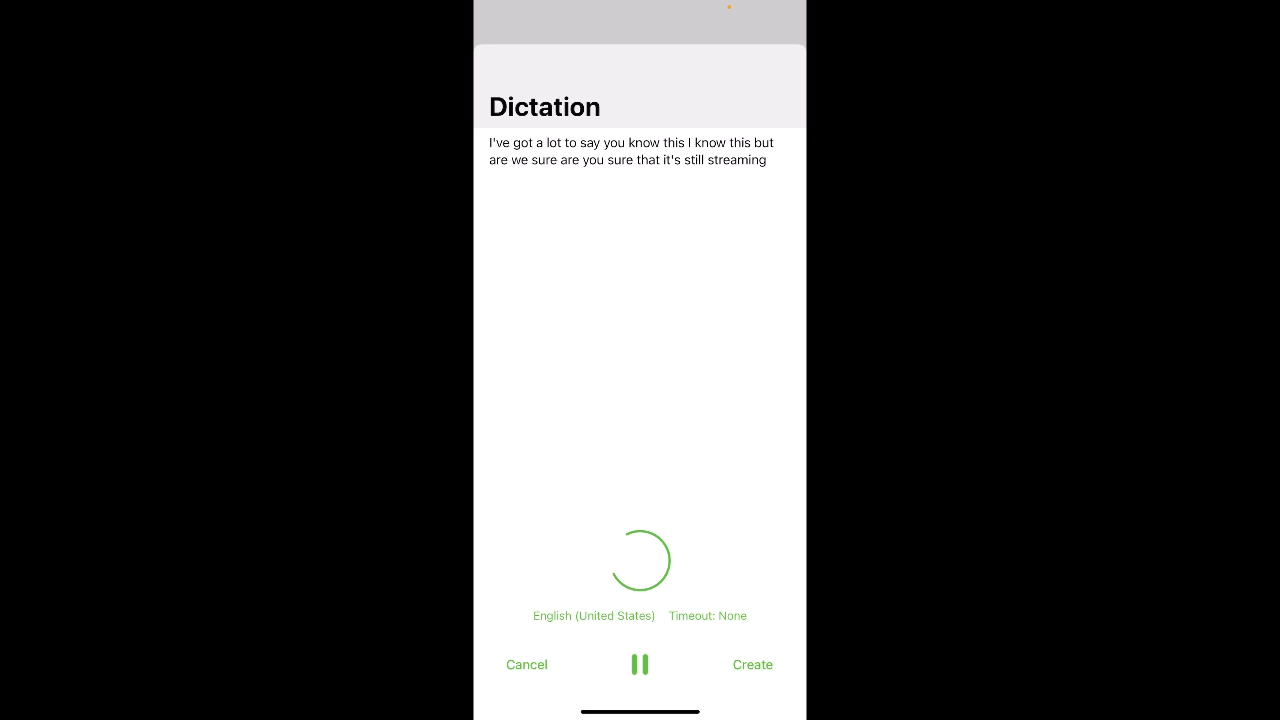 Dictation
I've got a lot to say you know this I know this but
are we sure are you sure that it's still streaming
English (United States) Timeout: None
Cancel Create